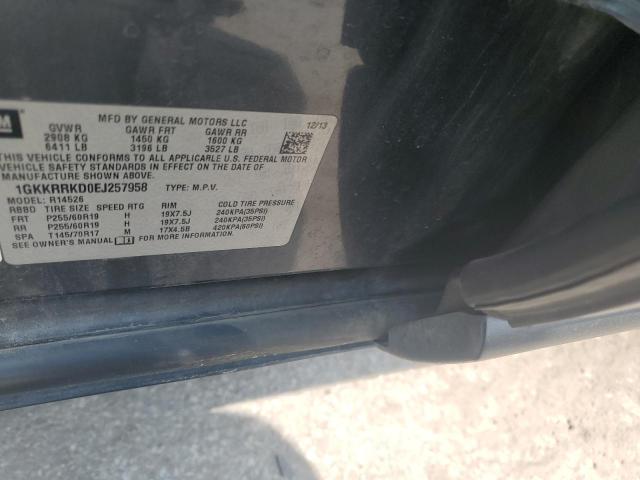 GM
MFD BY GENERAL MOTORS LLC 12/13
GVWR GAWR FRT GAWR RR
2908 KG 1450 KG 1600 KG
6411 LB 3196 LB 3527 LB
THIS VEHICLE CONFORMS TO ALL APPLICABLE U.S. FEDERAL MOTOR
VEHICLE SAFETY STANDARDS IN EFFECT ON THE DATE OF
MANUFACTURE SHOWN ABOVE.
1GKKRRKD0EJ257958 TYPE: M.P.V.
MODEL: R14526
RBBD TIRE SIZE SPEED RTG RIM COLD TIRE PRESSURE
FRT P255/60R19 H 19X7.5J 240KPA(35PSI)
RR P255/60R19 H 19X7.5J 240KPA(35PSI)
SPA T145/70R17 M 17X4.5B 420KPA(60PSI)
SEE OWNER'S MANUAL FOR MORE INFORMATION.